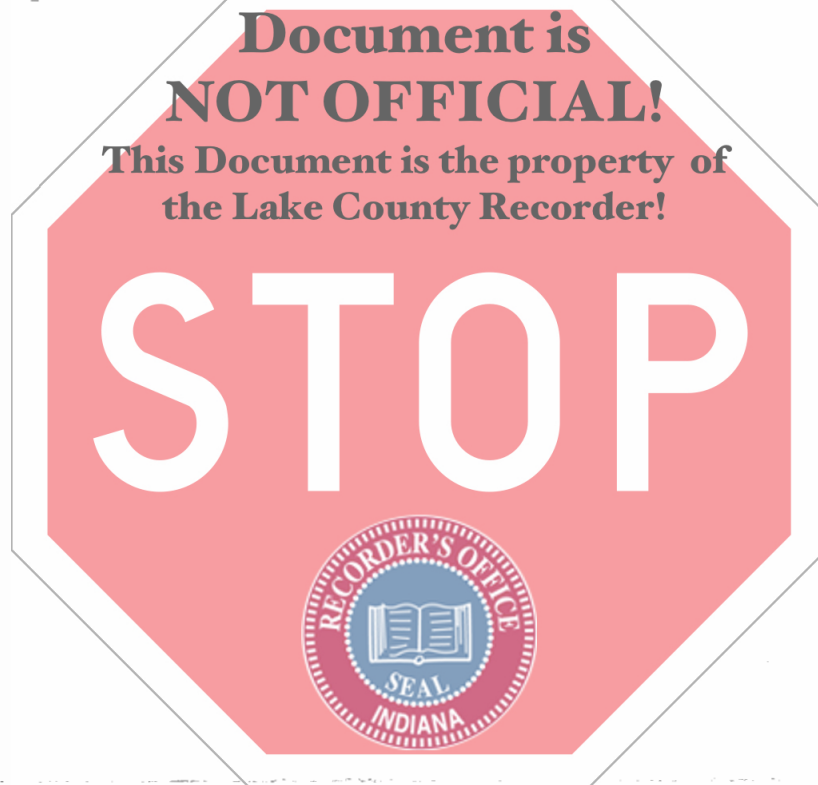 Document is
NOT OFFICIAL!
This Document is the property of
the Lake County Recorder!
STOP
RECORDER'S OFFICE
SEAL
INDIANA